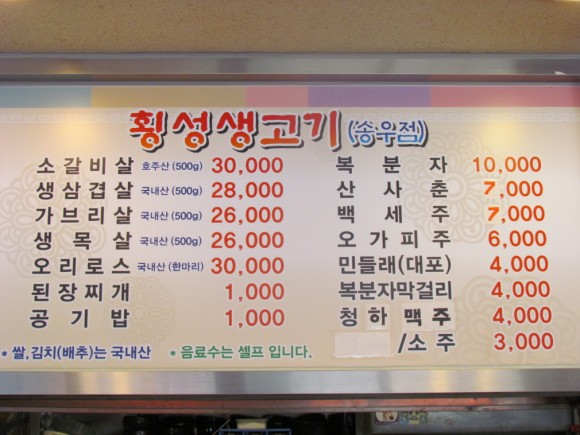 횡성생고기(송우점)
소갈비살 호주산(500g) 30,000
생삼겹살 국내산(500g) 28,000
가브리살 국내산(500g) 26,000
생목살 국내산(500g) 26,000
오리로스 국내산(한마리) 30,000
된장찌개 1,000
공기밥 1,000
복분자 10,000
산사춘 7,000
백세주 7,000
오가피주 6,000
민들래(대포) 4,000
복분자막걸리 4,000
청하 맥주 4,000
/소주 3,000
* 쌀,김치(배추)는 국내산 * 음료수는 셀프 입니다.